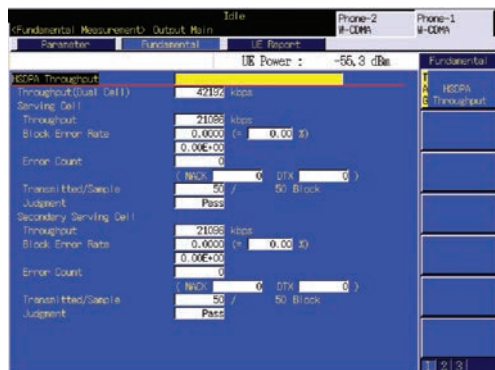 Idle
<Fundamental Measurement> Output Main
Phone-2
W-CDMA
Phone-1
W-CDMA
Parameter Fundamental UE Report
UE Power : -55.3 dBm
Fundamental
HSDPA Throughput
Throughput(Dual Cell) 42192 kbps
Serving Cell
Throughput 21096 kbps
Block Error Rate 0.0000 (= 0.00 %)
0.00E+00
Error Count 0
( NACK 0 DTX 0 )
Transmitted/Sample 50 / 50 Block
Judgment Pass
Secondary Serving Cell
Throughput 21096 kbps
Block Error Rate 0.0000 (= 0.00 %)
0.00E+00
Error Count 0
( NACK 0 DTX 0 )
Transmitted/Sample 50 / 50 Block
Judgment Pass
TAG
HSDPA
Throughput
1 2 3